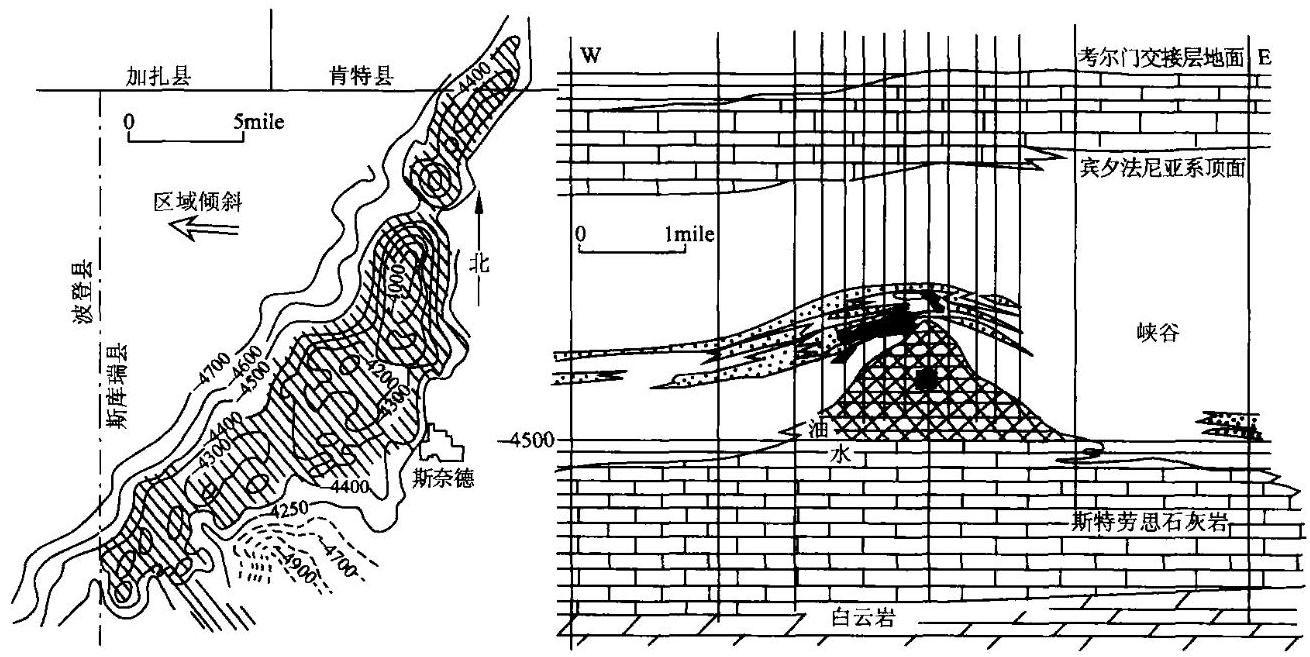 加扎县
肯特县
0 5mile
区域倾斜
北
波登县
斯库瑞县
4400
4000
4700
4600
4500
4400
4300
4200
4300
斯奈德
4400
4250
4900
4700
W
考尔门交接层地面
E
宾夕法尼亚系顶面
0 1mile
峡谷
-4500
油
水
斯特劳思石灰岩
白云岩